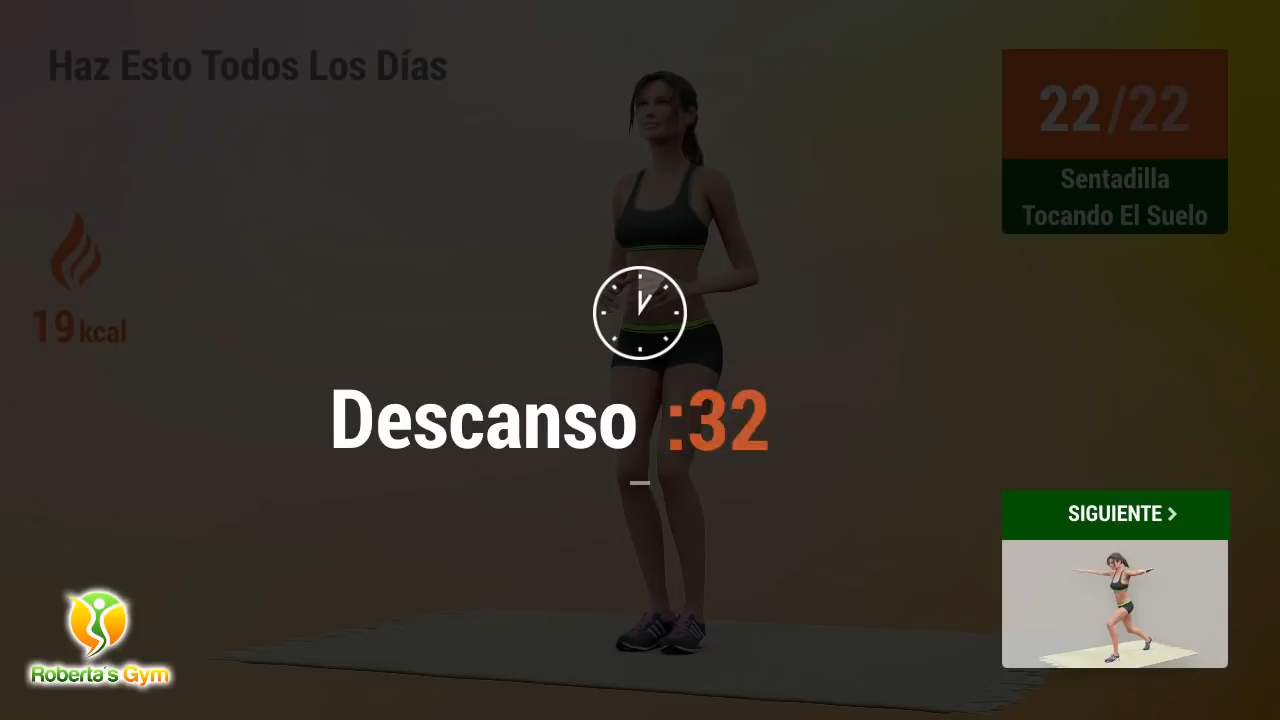 Haz Esto Todos Los Días
22/22
Sentadilla
Tocando El Suelo
19 kcal
Descanso :32
SIGUIENTE >
Roberta´s Gym